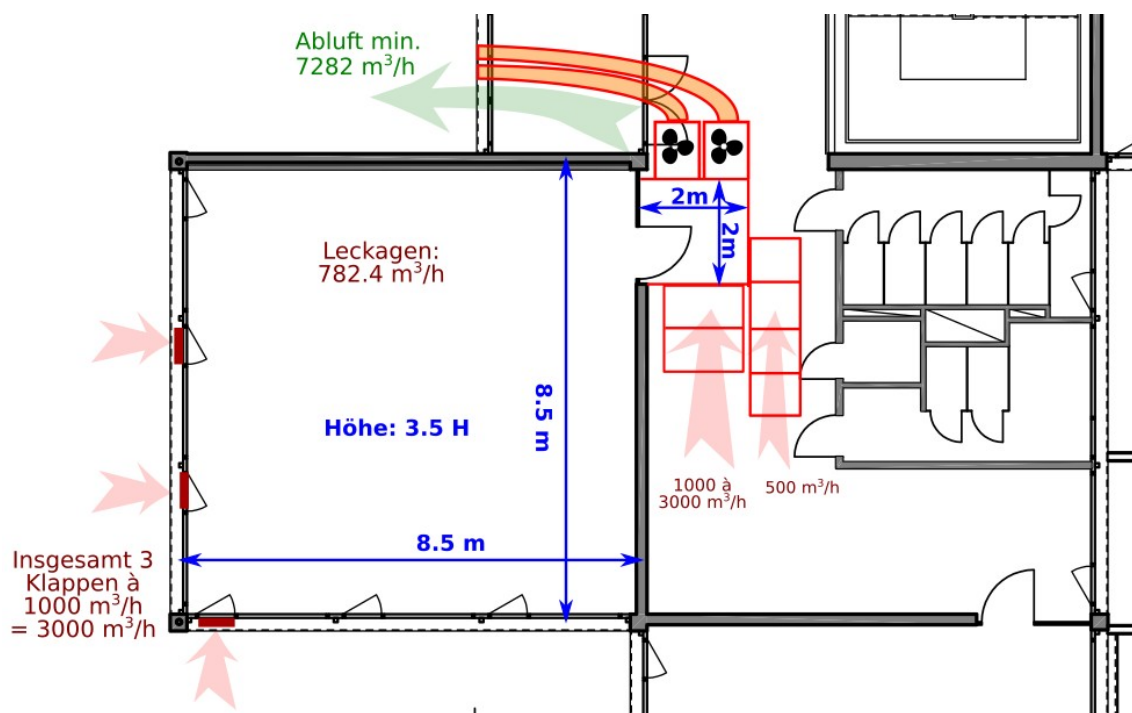 Abluft min.
7282 m³/h
2m
2m
Leckagen:
782.4 m³/h
Höhe: 3.5 H
8.5 m
8.5 m
1000 à
3000 m³/h
500 m³/h
Insgesamt 3
Klappen à
1000 m³/h
= 3000 m³/h